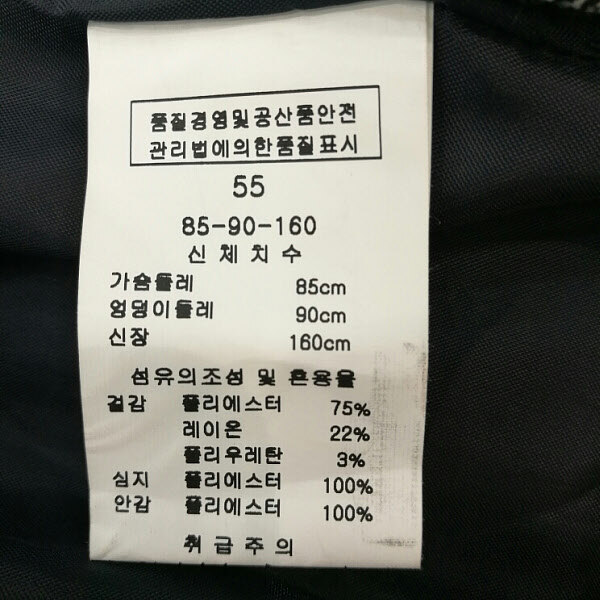 품질경영및공산품안전
관리법에의한품질표시
55
85-90-160
신체치수
가슴둘레 85cm
엉덩이둘레 90cm
신장 160cm
섬유의조성 및 혼용율
겉감 폴리에스터 75%
레이온 22%
폴리우레탄 3%
심지 폴리에스터 100%
안감 폴리에스터 100%
취급주의